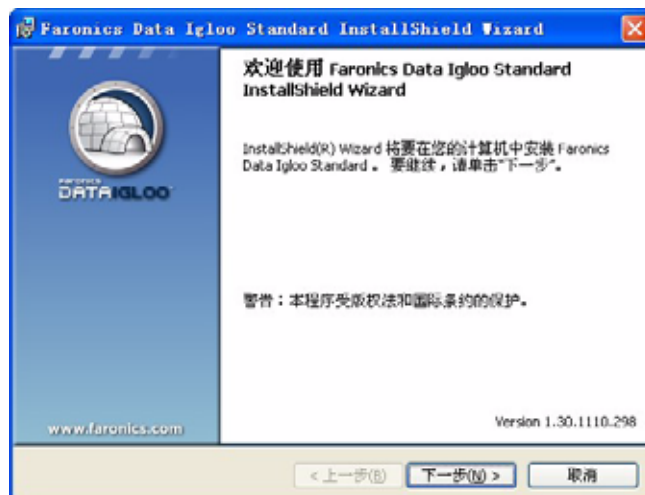 Faronics Data Igloo Standard InstallShield Wizard
欢迎使用 Faronics Data Igloo Standard
InstallShield Wizard
InstallShield(R) Wizard 将要在您的计算机中安装 Faronics
Data Igloo Standard 。 要继续，请单击“下一步”。
FARONICS
DATAIGLOO
警告：本程序受版权法和国际条约的保护。
www.faronics.com
Version 1.30.1110.298
< 上一步(B)
下一步(N) >
取消